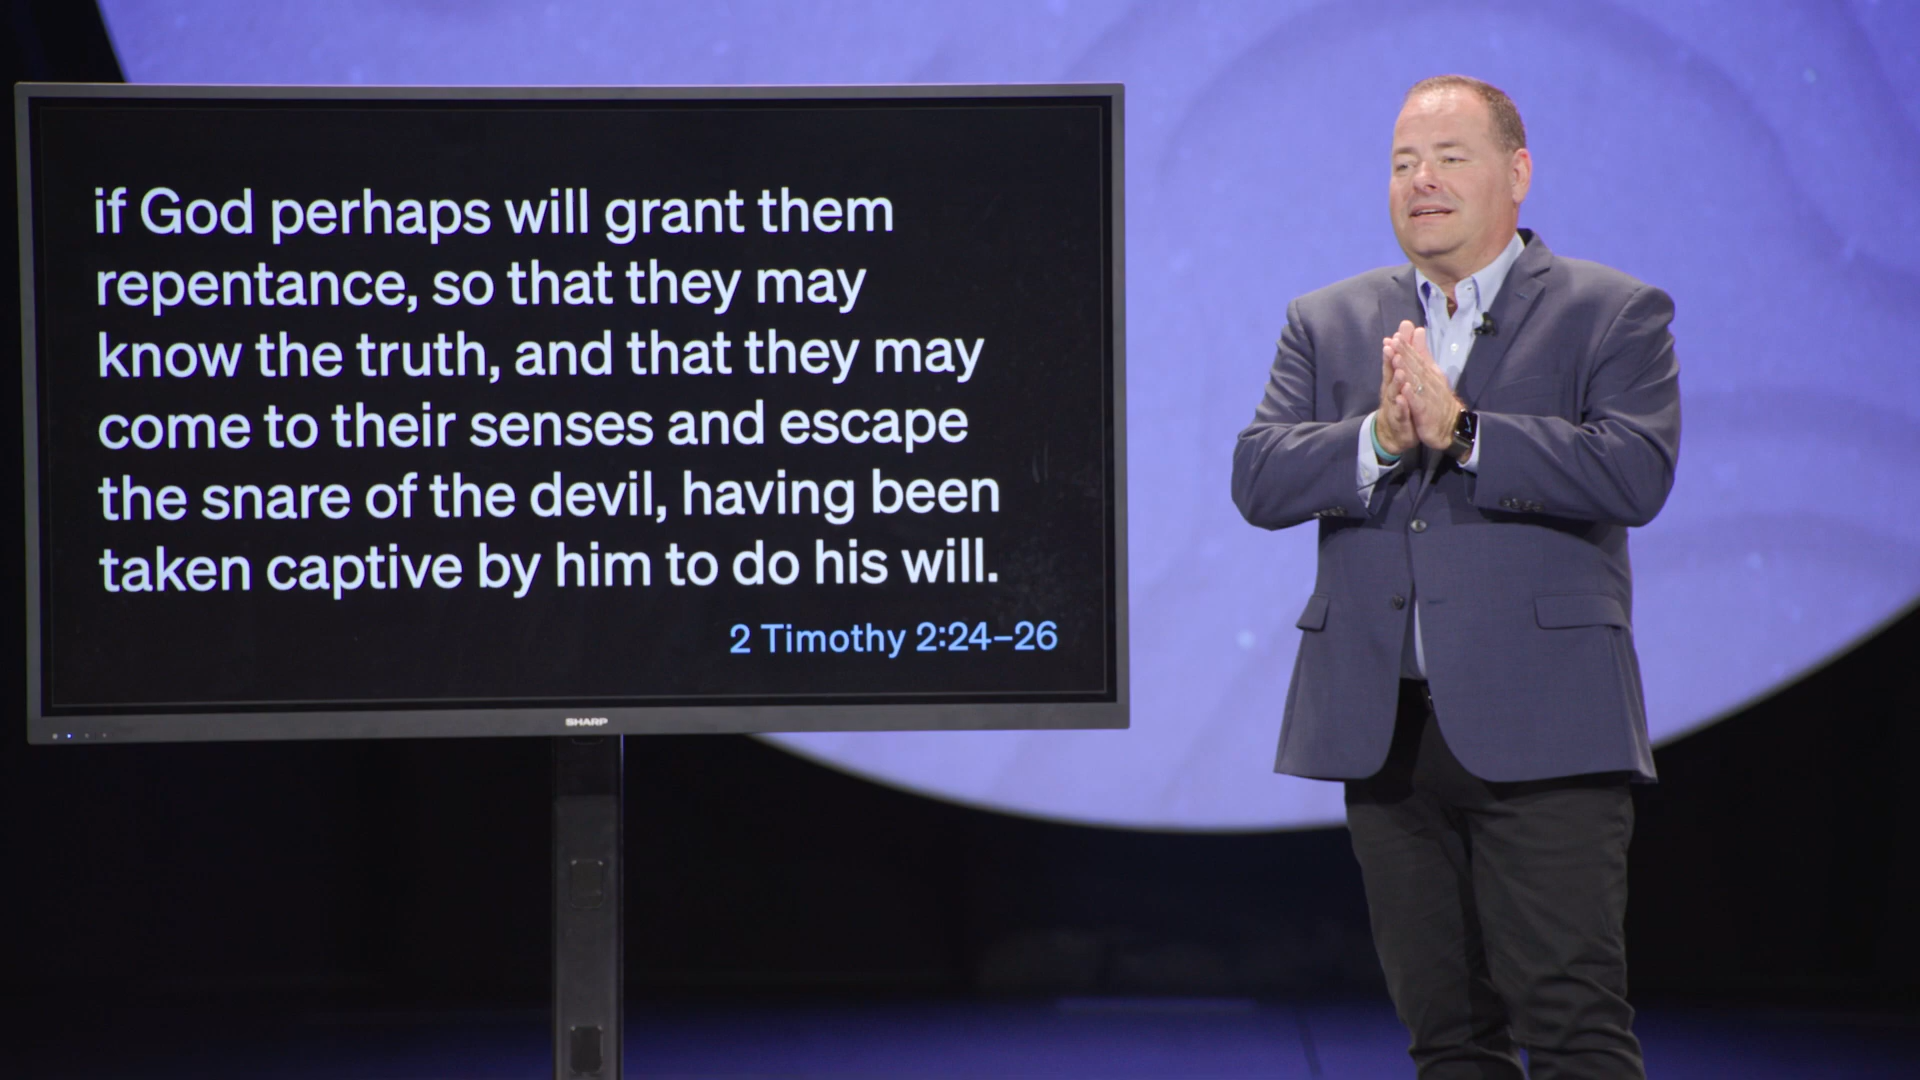 if God perhaps will grant them
repentance, so that they may
know the truth, and that they may
come to their senses and escape
the snare of the devil, having been
taken captive by him to do his will.
2 Timothy 2:24–26
SHARP